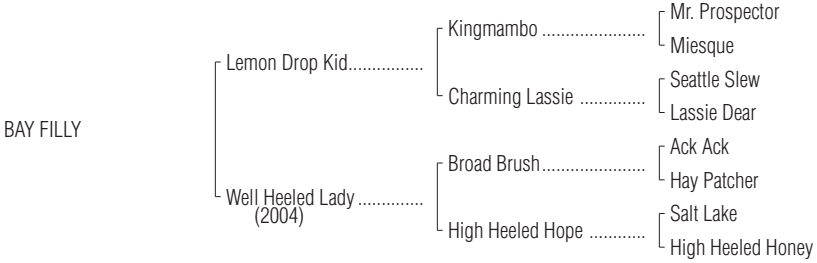 Mr. Prospector
Kingmambo ......................
Miesque
Lemon Drop Kid................
Seattle Slew
Charming Lassie ..............
Lassie Dear
BAY FILLY
Ack Ack
Broad Brush......................
Hay Patcher
Well Heeled Lady ..............
(2004)
Salt Lake
High Heeled Hope ............
High Heeled Honey